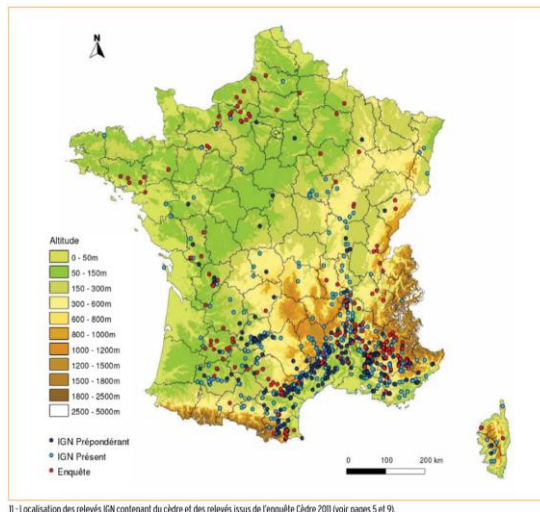 N
Altitude
0 - 50m
50 - 150m
150 - 300m
300 - 600m
600 - 800m
800 - 1000m
1000 - 1200m
1200 - 1500m
1500 - 1800m
1800 - 2500m
2500 - 5000m
IGN Prépondérant
IGN Présent
Enquête
0 100 200 km
11 - Localisation des relevés IGN contenant du cèdre et des relevés issus de l'enquête Cèdre 2011 (voir pages 5 et 9).